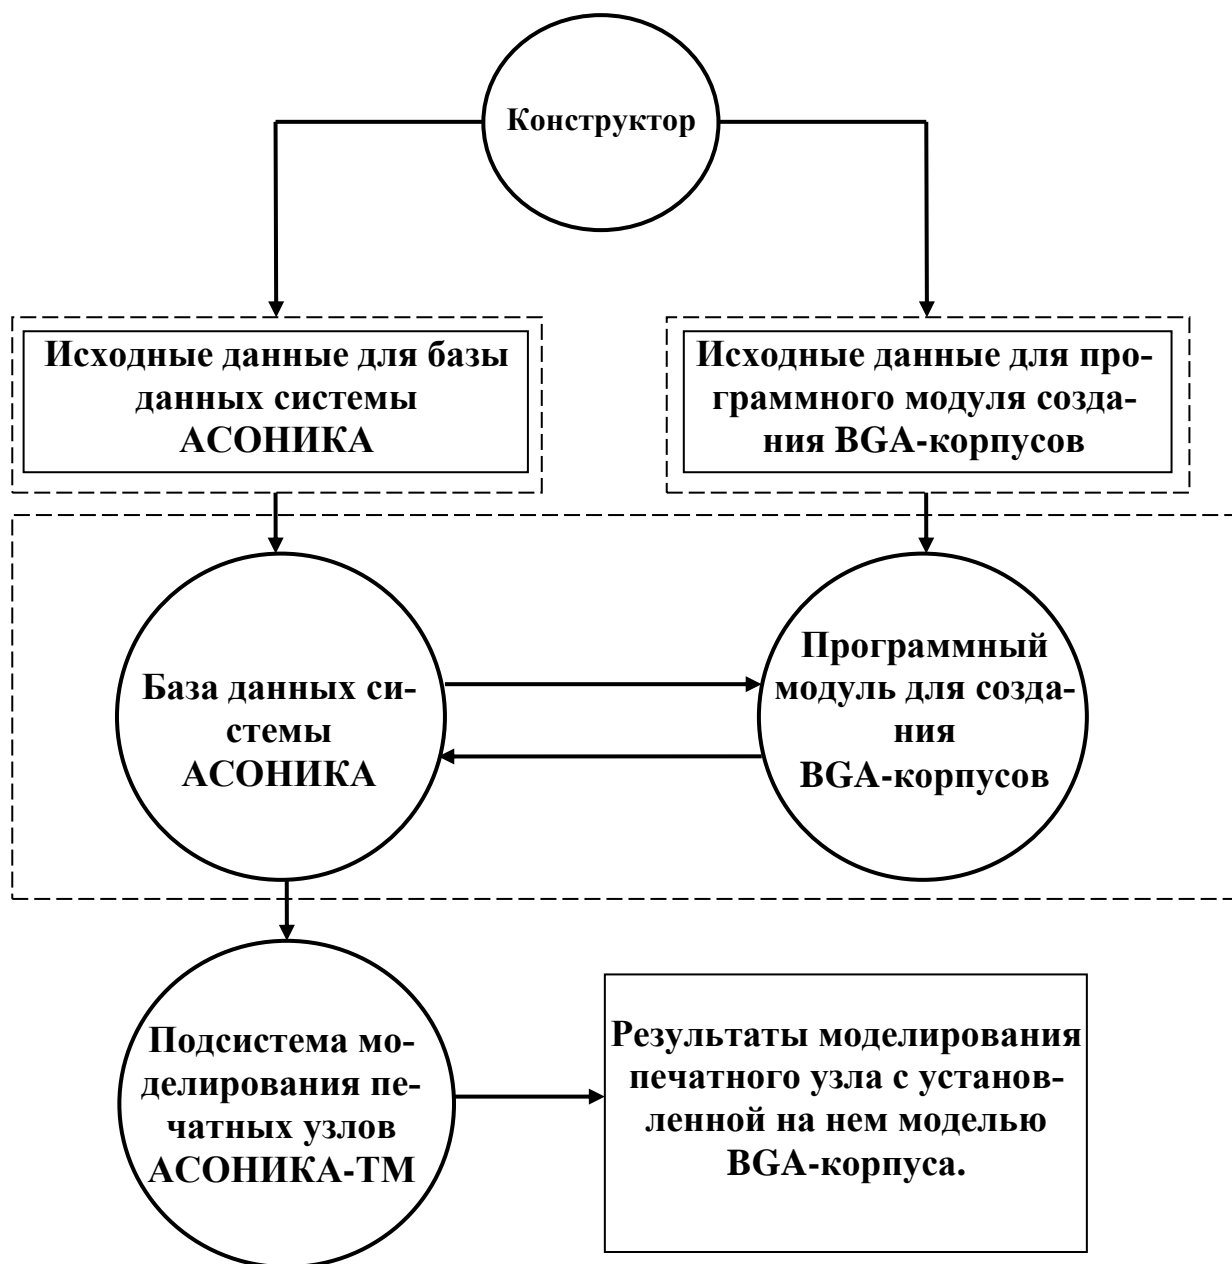 Конструктор
Исходные данные для базы
данных системы
АСОНИКА
Исходные данные для про-
граммного модуля созда-
ния BGA-корпусов
База данных си-
стемы
АСОНИКА
Программный
модуль для созда-
ния
BGA-корпусов
Подсистема мо-
делирования пе-
чатных узлов
АСОНИКА-ТМ
Результаты моделирования
печатного узла с установ-
ленной на нем моделью
BGA-корпуса.